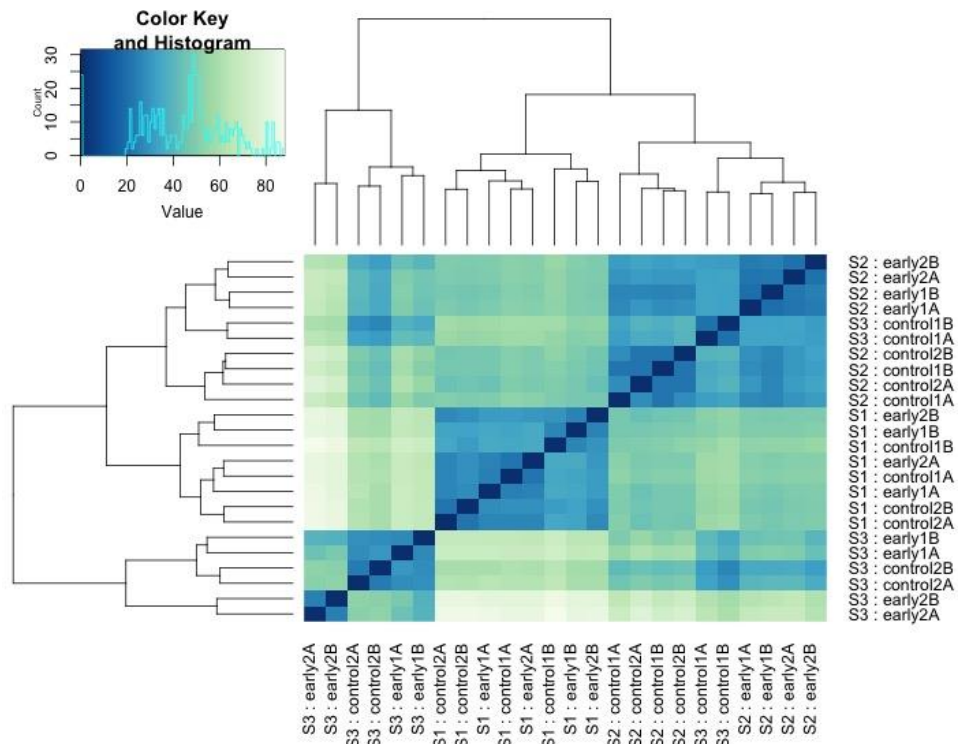 Color Key
and Histogram
Count
0 10 20 30
0 20 40 60 80
Value
S2 : early2B
S2 : early2A
S2 : early1B
S2 : early1A
S3 : control1B
S3 : control1A
S2 : control2B
S2 : control1B
S2 : control2A
S2 : control1A
S1 : early2B
S1 : early1B
S1 : control1B
S1 : early2A
S1 : control1A
S1 : early1A
S1 : control2B
S1 : control2A
S3 : early1B
S3 : early1A
S3 : control2B
S3 : control2A
S3 : early2B
S3 : early2A
S3 : early2A
S3 : early2B
S3 : control2A
S3 : control2B
S3 : early1A
S3 : early1B
S1 : control2A
S1 : control2B
S1 : early1A
S1 : control1A
S1 : early2A
S1 : control1B
S1 : early1B
S1 : early2B
S2 : control1A
S2 : control2A
S2 : control1B
S2 : control2B
S3 : control1A
S3 : control1B
S2 : early1A
S2 : early1B
S2 : early2A
S2 : early2B